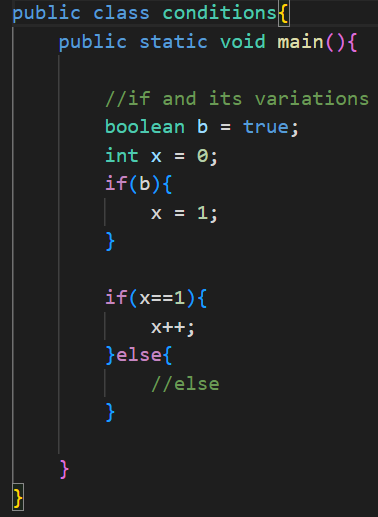 public class conditions{
    public static void main(){

        //if and its variations
        boolean b = true;
        int x = 0;
        if(b){
            x = 1;
        }

        if(x==1){
            x++;
        }else{
            //else
        }

    }
}